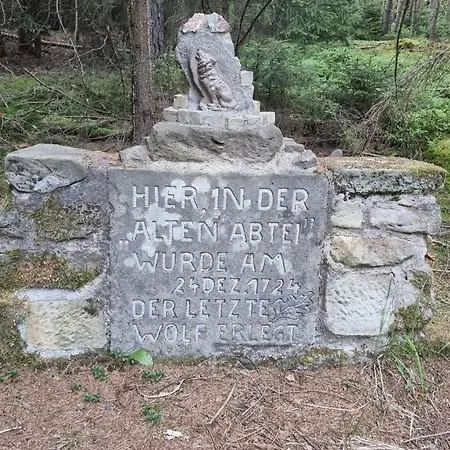 HIER, IN DER
„ALTEN ABTEI”
WURDE AM
24. DEZ. 1724
DER LETZTE
WOLF ERLEGT